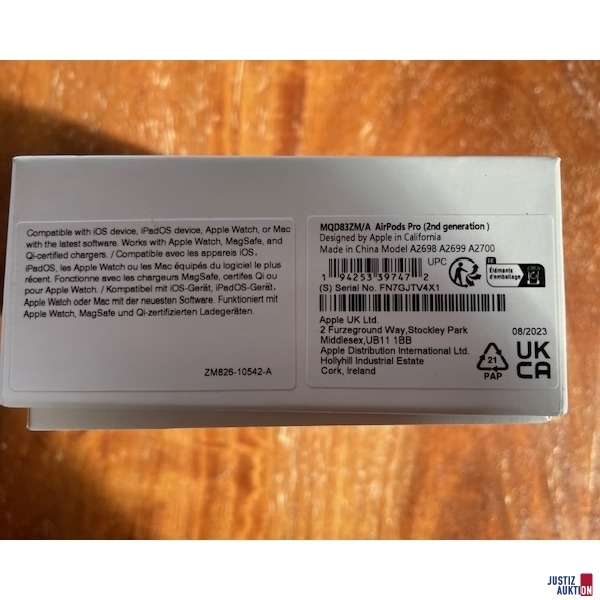 Compatible with iOS device, iPadOS device, Apple Watch, or Mac
with the latest software. Works with Apple Watch, MagSafe, and
Qi-certified chargers. / Compatible avec les appareils iOS,
iPadOS, les Apple Watch ou les Mac équipés du logiciel le plus
récent. Fonctionne avec les chargeurs MagSafe, certifés Qi ou
pour Apple Watch. / Kompatibel mit iOS-Gerät, iPadOS-Gerät,
Apple Watch oder Mac mit der neuesten Software. Funktioniert mit
Apple Watch, MagSafe und Qi-zertifizierten Ladegeräten.
ZM826-10542-A
MQD83ZM/A AirPods Pro (2nd generation )
Designed by Apple in California
Made in China Model A2698 A2699 A2700
UPC
1 94253 39747 2
FR
Éléments
d'emballage
(S) Serial No. FN7GJTV4X1
Apple UK Ltd.
2 Furzeground Way,Stockley Park
Middlesex,UB11 1BB
Apple Distribution International Ltd.
Hollyhill Industrial Estate
Cork, Ireland
08/2023
21
PAP
UK
CA
JUSTIZ
AUKTION